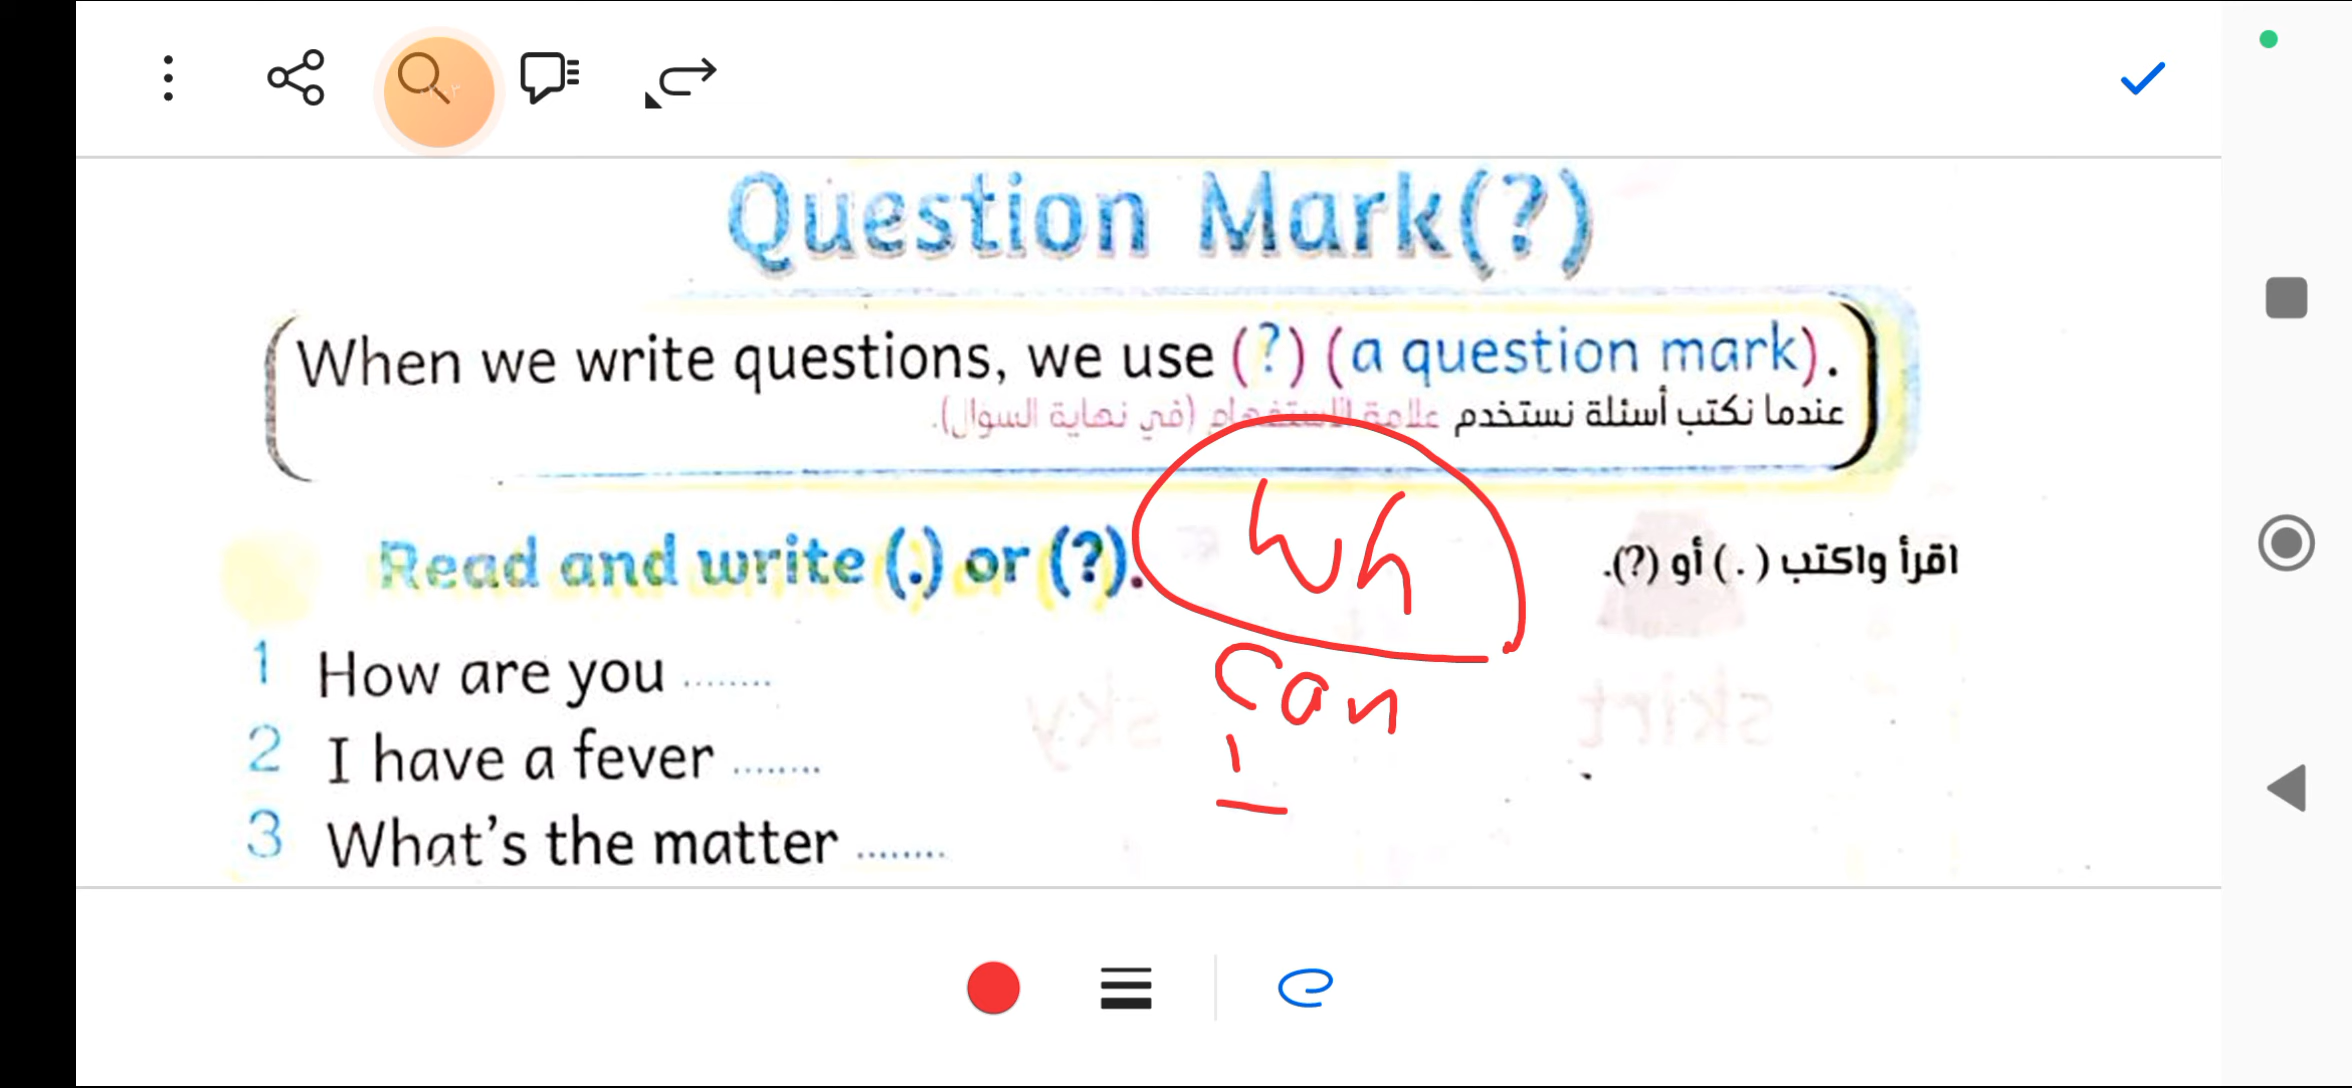 Question Mark(?)
When we write questions, we use (?) (a question mark).
عندما نكتب أسئلة نستخدم علامة الاستفهام (في نهاية السؤال).
Read and write (.) or (?).
اقرأ واكتب ( . ) أو (?).
Wh
can
1 How are you ........
2 I have a fever ........
3 What's the matter ........
sky
skirt